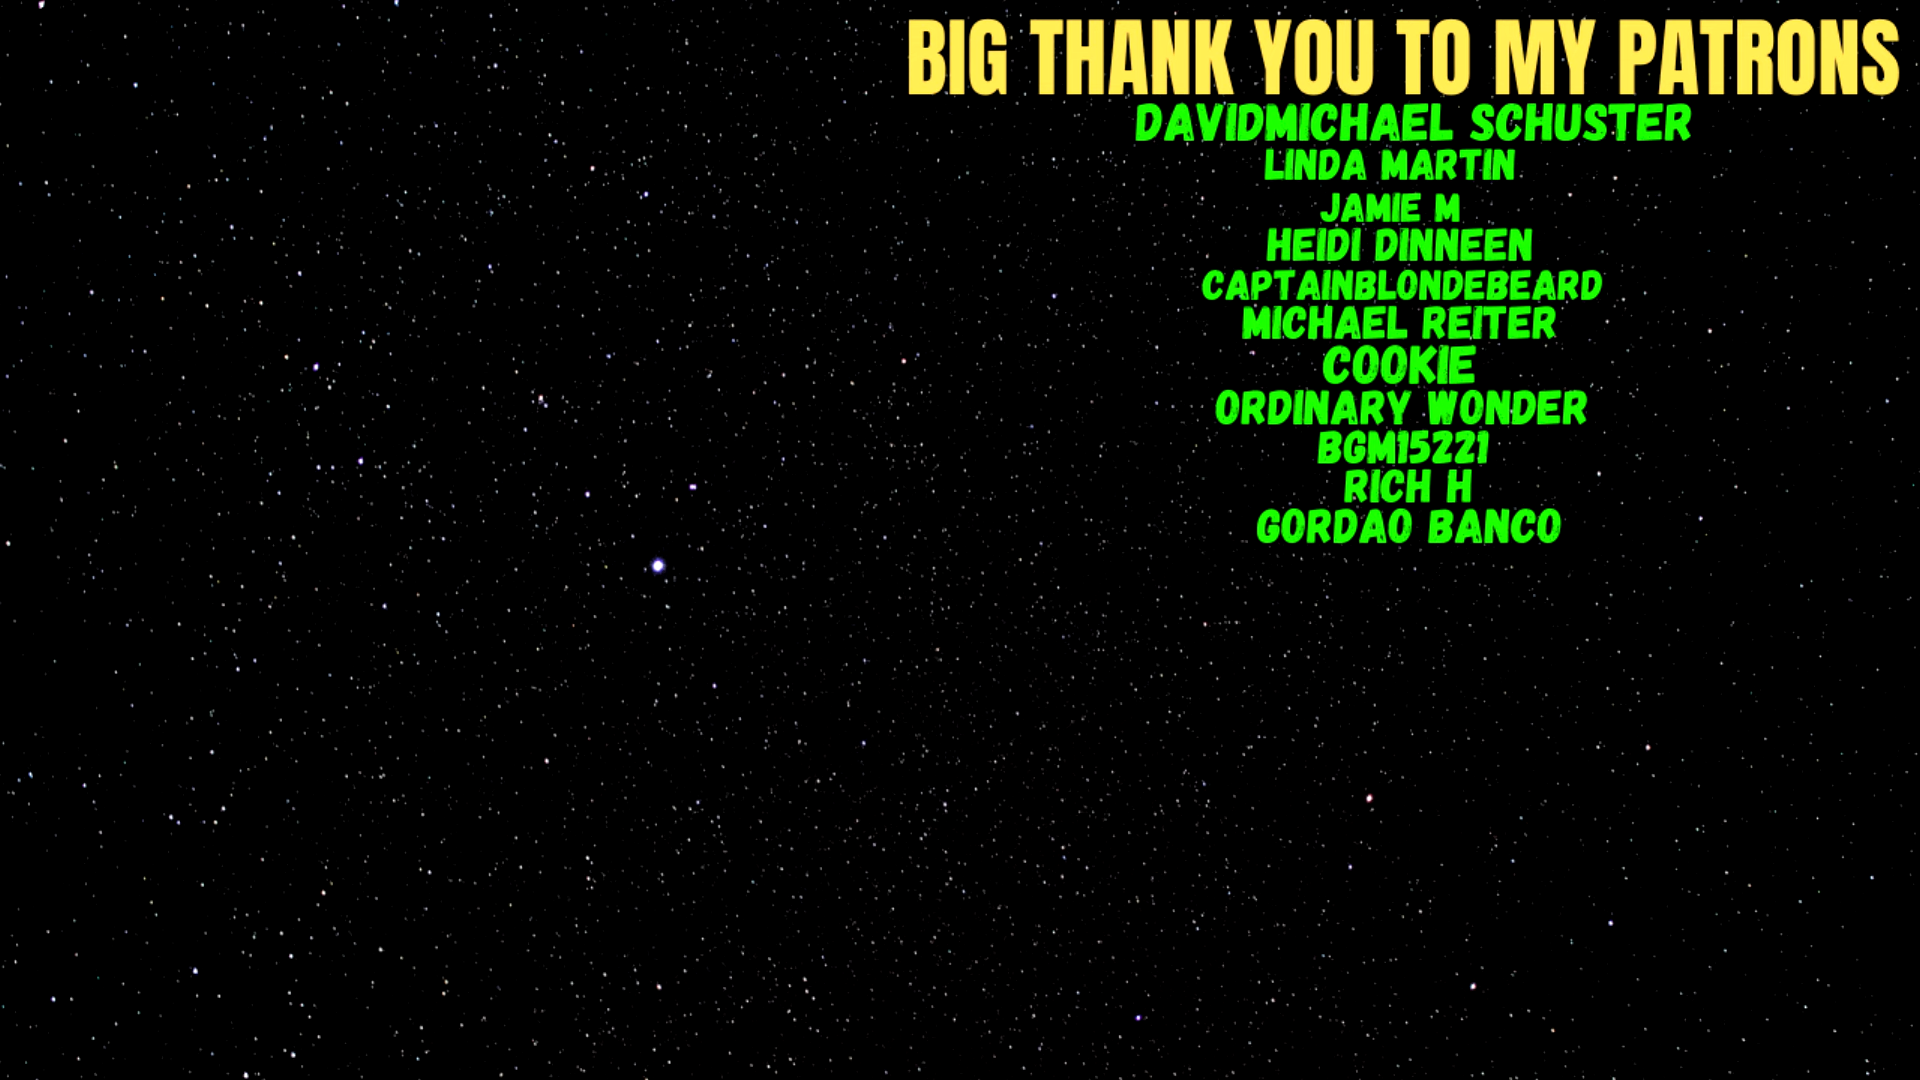 BIG THANK YOU TO MY PATRONS
DAVIDMICHAEL SCHUSTER
LINDA MARTIN
JAMIE M
HEIDI DINNEEN
CAPTAINBLONDEBEARD
MICHAEL REITER
COOKIE
ORDINARY WONDER
BGM15221
RICH H
GORDAO BANCO